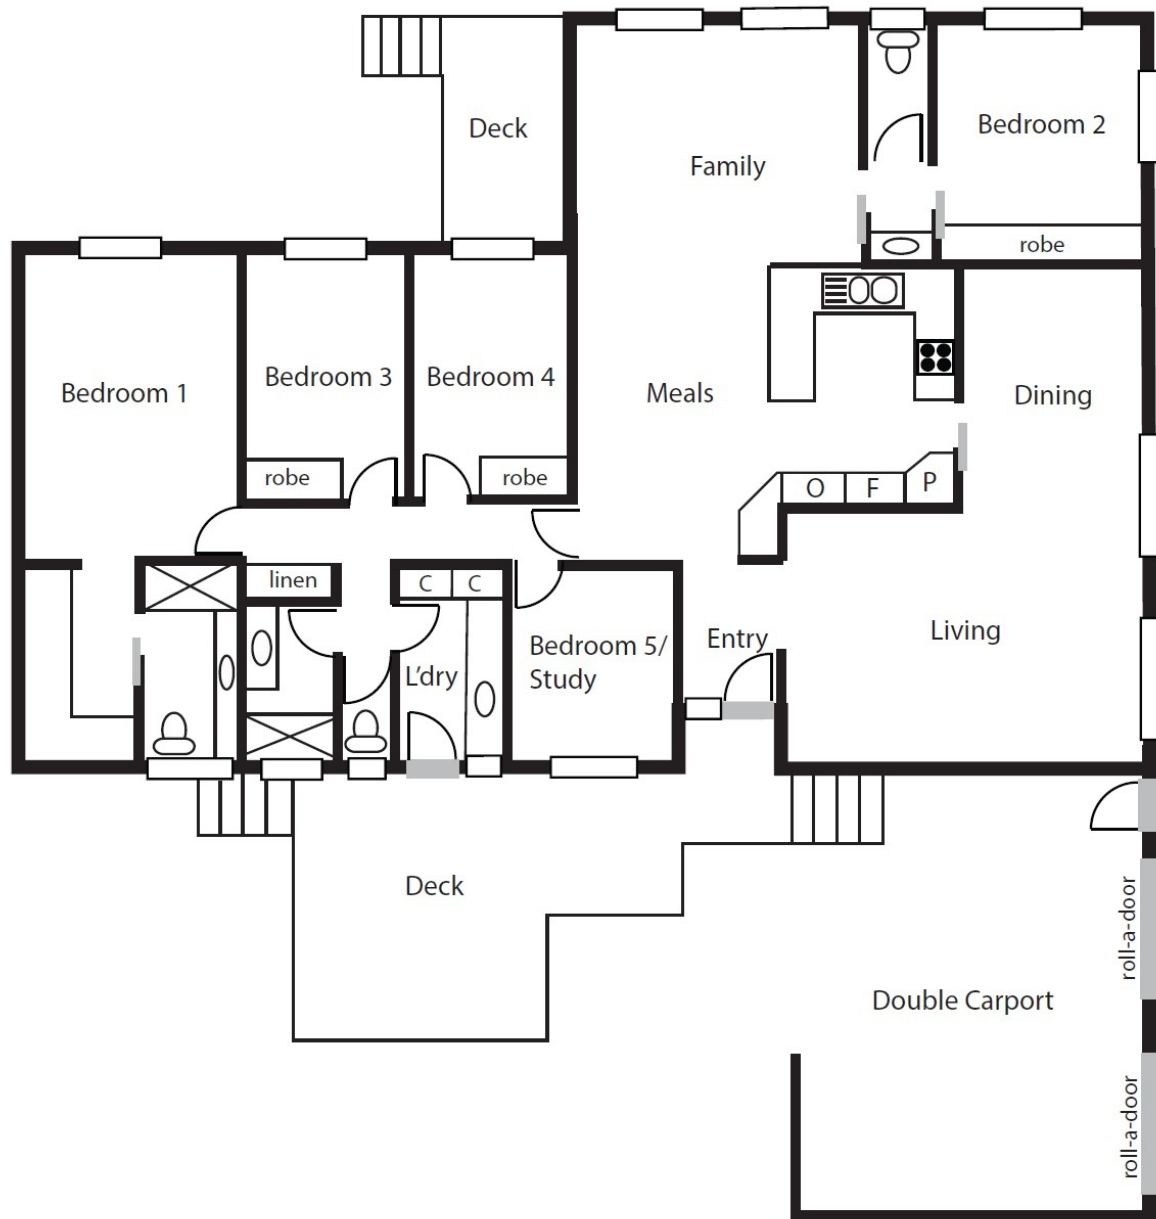 Deck
Family
Bedroom 2
robe
Bedroom 1
Bedroom 3
Bedroom 4
Meals
Dining
robe
robe
O
F
P
linen
C
C
L'dry
Bedroom 5/
Study
Entry
Living
Deck
Double Carport
roll-a-door
roll-a-door